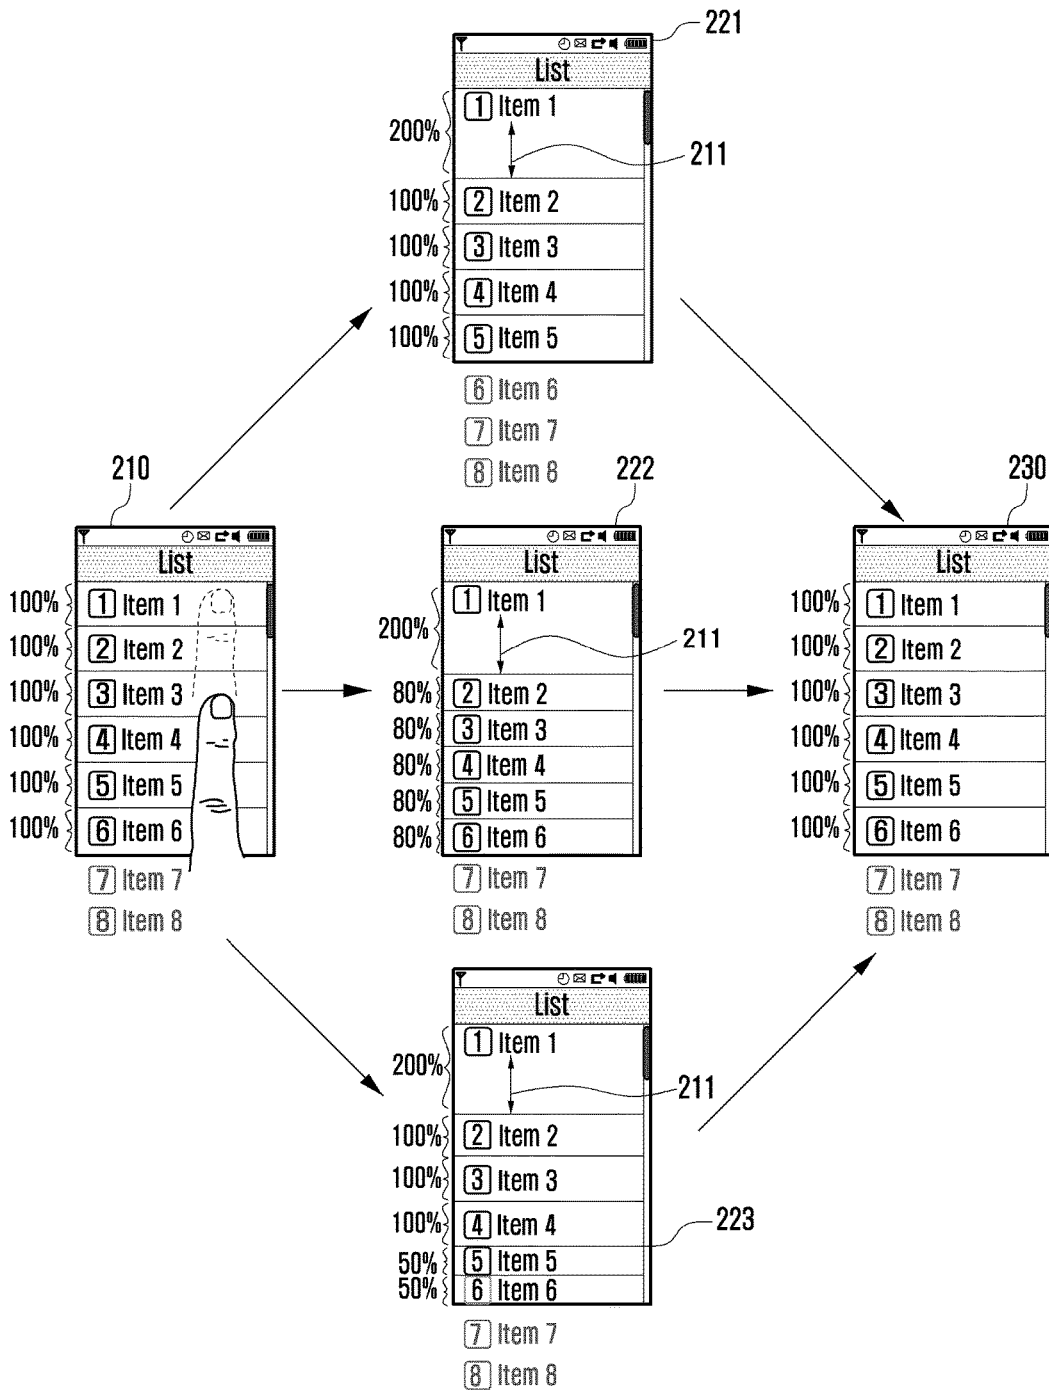 221
List
1 Item 1
200%
211
100% 2 Item 2
100% 3 Item 3
100% 4 Item 4
100% 5 Item 5
6 Item 6
7 Item 7
8 Item 8
210
List
100% 1 Item 1
100% 2 Item 2
100% 3 Item 3
100% 4 Item 4
100% 5 Item 5
100% 6 Item 6
7 Item 7
8 Item 8
222
List
1 Item 1
200%
211
80% 2 Item 2
80% 3 Item 3
80% 4 Item 4
80% 5 Item 5
80% 6 Item 6
7 Item 7
8 Item 8
230
List
100% 1 Item 1
100% 2 Item 2
100% 3 Item 3
100% 4 Item 4
100% 5 Item 5
100% 6 Item 6
7 Item 7
8 Item 8
List
1 Item 1
200%
211
100% 2 Item 2
100% 3 Item 3
100% 4 Item 4
223
50% 5 Item 5
50% 6 Item 6
7 Item 7
8 Item 8